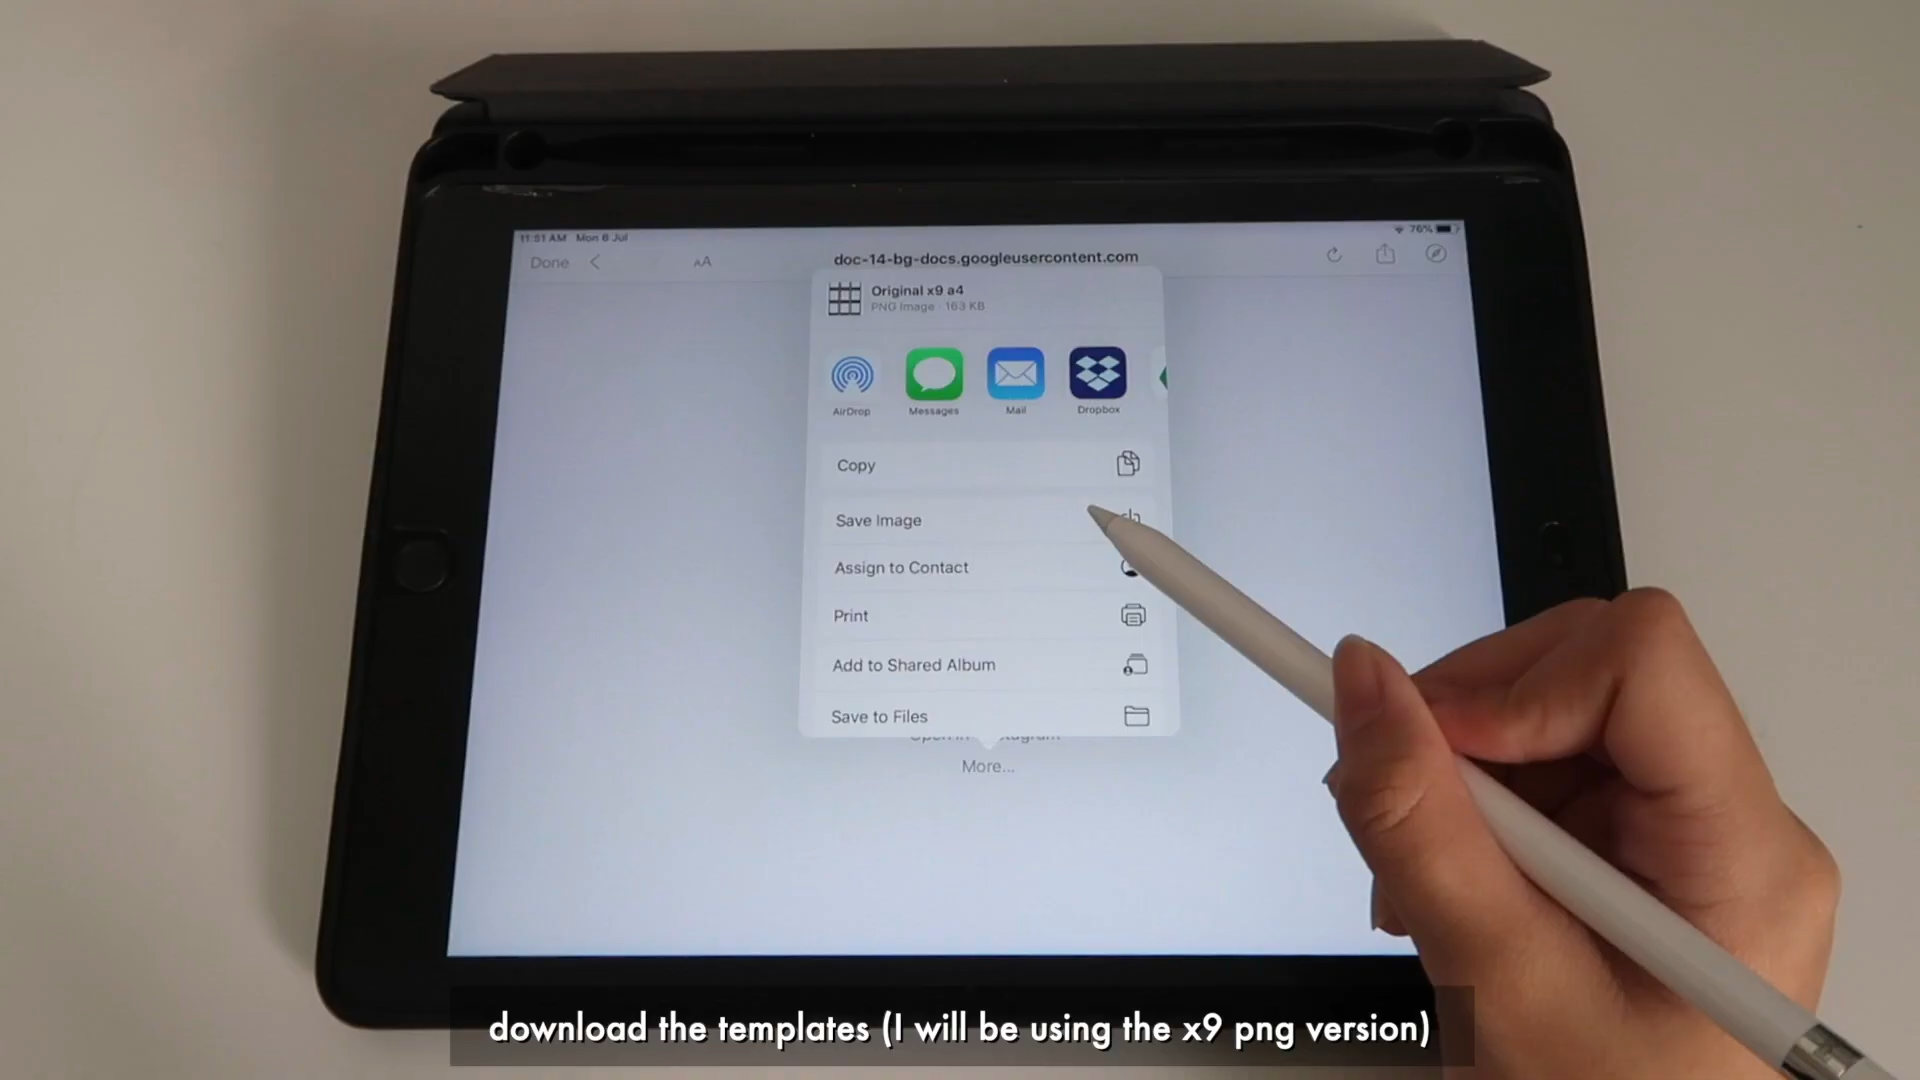 11:51 AM Mon 6 Jul
76%
Done
AA
doc-14-bg-docs.googleusercontent.com
Original x9 a4
PNG Image · 163 KB
AirDrop
Messages
Mail
Dropbox
Copy
Save Image
Assign to Contact
Print
Add to Shared Album
Save to Files
More...
download the templates (I will be using the x9 png version)